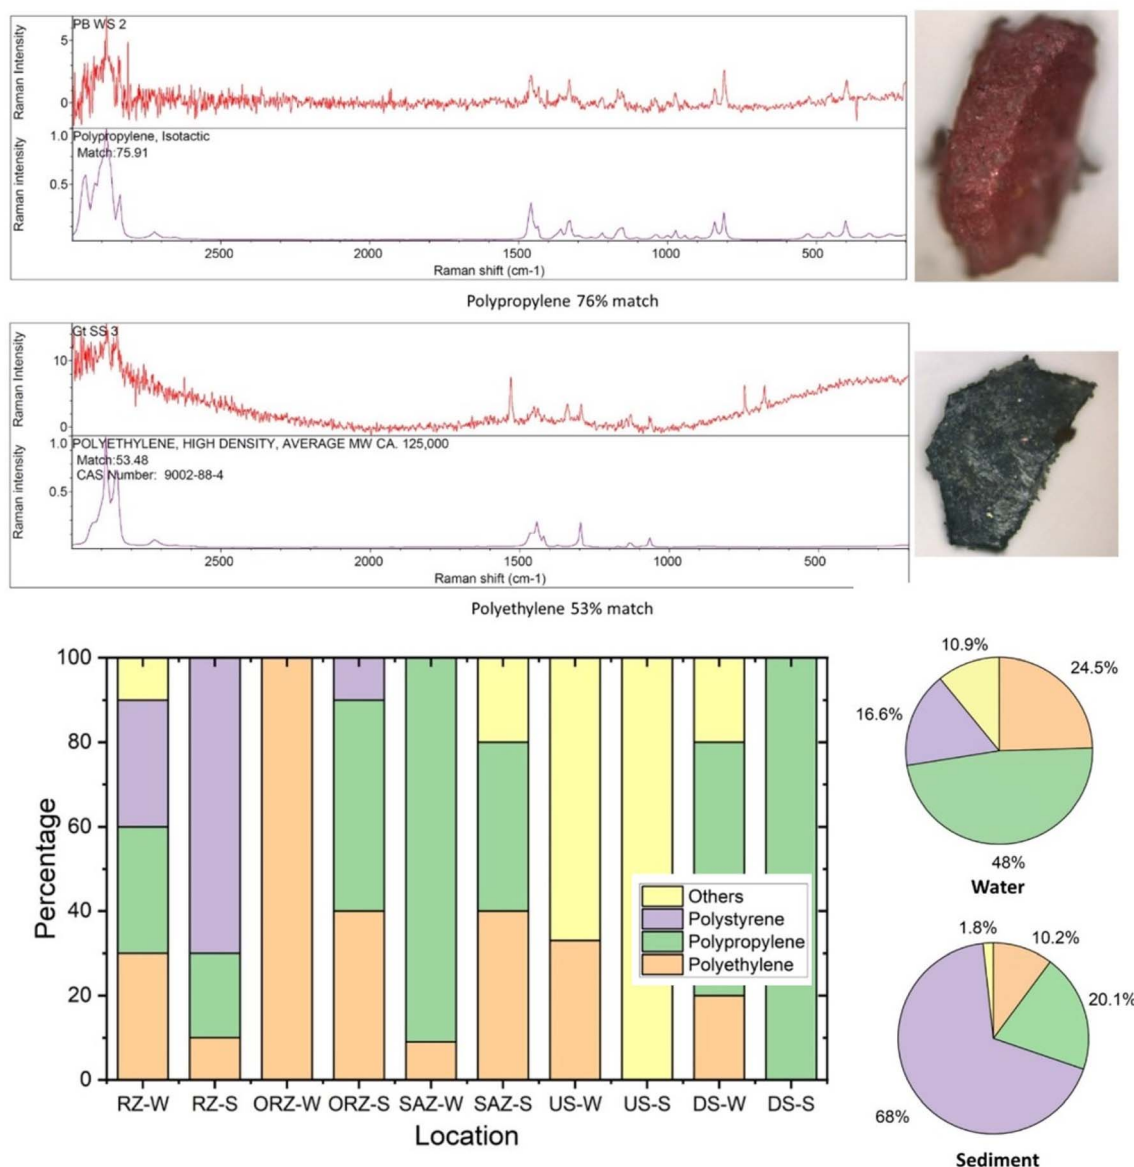 PB WS 2
Raman Intensity
5
0
Polypropylene, Isotactic
Match:75.91
Raman intensity
1.0
0.5
2500 2000 1500 1000 500
Raman shift (cm-1)
Polypropylene 76% match
Gt SS 3
Raman Intensity
10
0
POLYETHYLENE, HIGH DENSITY, AVERAGE MW CA. 125,000
Match:53.48
CAS Number: 9002-88-4
Raman intensity
1.0
0.5
2500 2000 1500 1000 500
Raman shift (cm-1)
Polyethylene 53% match
Percentage
100
80
60
40
20
0
Others
Polystyrene
Polypropylene
Polyethylene
RZ-W RZ-S ORZ-W ORZ-S SAZ-W SAZ-S US-W US-S DS-W DS-S
Location
10.9%
24.5%
16.6%
48%
Water
1.8%
10.2%
20.1%
68%
Sediment